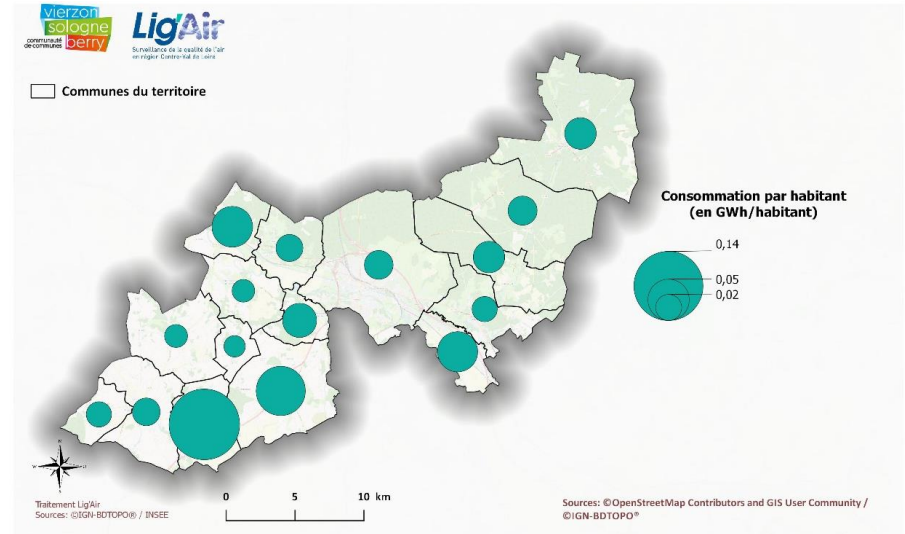 vierzon
sologne
berry
communauté
de communes
Lig'Air
Surveillance de la qualité de l'air
en région Centre-Val de Loire
Communes du territoire
Consommation par habitant
(en GWh/habitant)
0,14
0,05
0,02
N
W
0 5 10 km
Traitement Lig'Air
Sources: ©IGN-BDTOPO® / INSEE
Sources: ©OpenStreetMap Contributors and GIS User Community /
©IGN-BDTOPO®